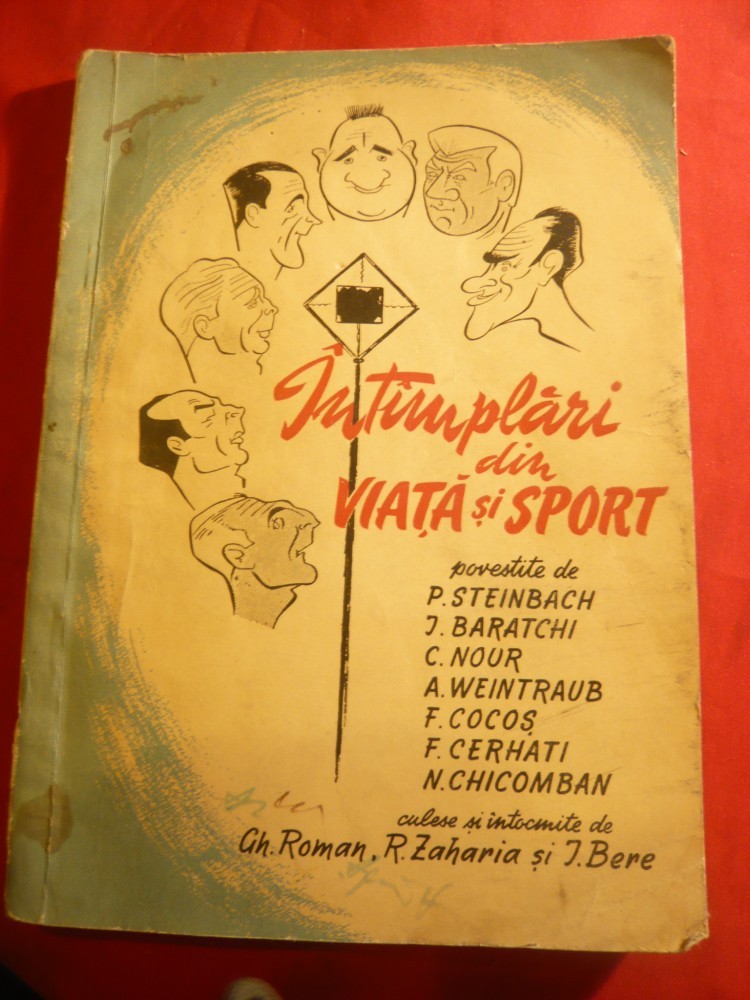 Întîmplări
din
VIAȚĂ și SPORT
povestite de
P. STEINBACH
J. BARATCHI
C. NOUR
A. WEINTRAUB
F. COCOȘ
F. CERHATI
N. CHICOMBAN
culese și întocmite de
Gh. Roman, R. Zaharia și J. Bere